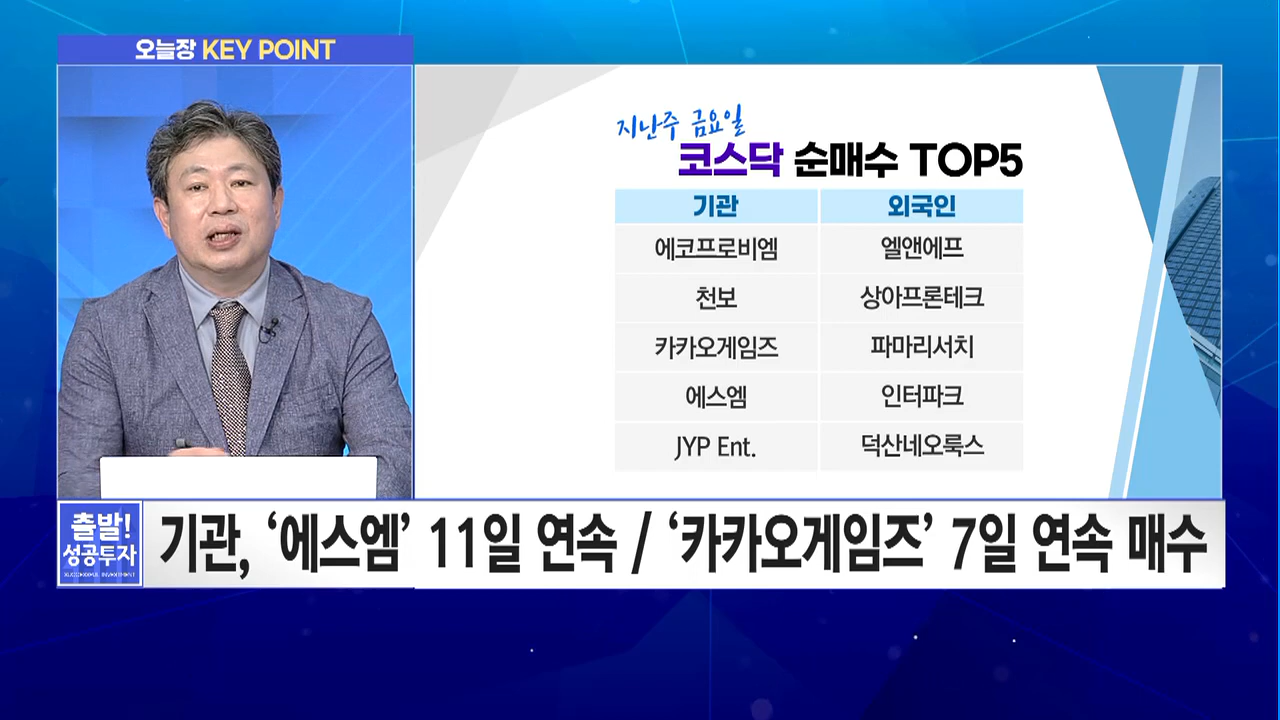 오늘장 KEY POINT
지난주 금요일
코스닥 순매수 TOP5
기관 외국인
에코프로비엠 엘앤에프
천보 상아프론테크
카카오게임즈 파마리서치
에스엠 인터파크
JYP Ent. 덕산네오룩스
출발!
성공투자
SUCCESSFUL INVESTMENT
기관, ‘에스엠’ 11일 연속 / ‘카카오게임즈’ 7일 연속 매수